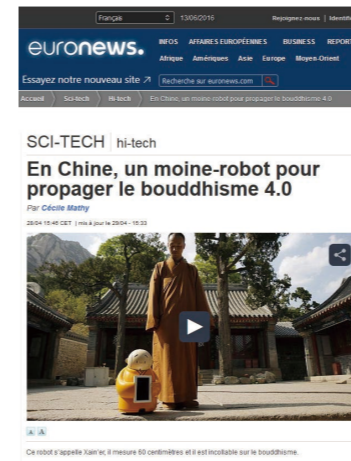 Français
13/06/2016
Rejoignez-nous | Identifi
euronews.
INFOS AFFAIRES EUROPÉENNES BUSINESS REPORT
Afrique Amériques Asie Europe Moyen-Orient
Essayez notre nouveau site
Recherche sur euronews.com
Accueil Sci-tech Hi-tech En Chine, un moine-robot pour propager le bouddhisme 4.0
SCI-TECH | hi-tech
En Chine, un moine-robot pour
propager le bouddhisme 4.0
Par Cécile Mathy
28/04 15:46 CET | mis à jour le 29/04 - 15:33
A A
Ce robot s'appelle Xain'er, il mesure 60 centimètres et il est incollable sur le bouddhisme.